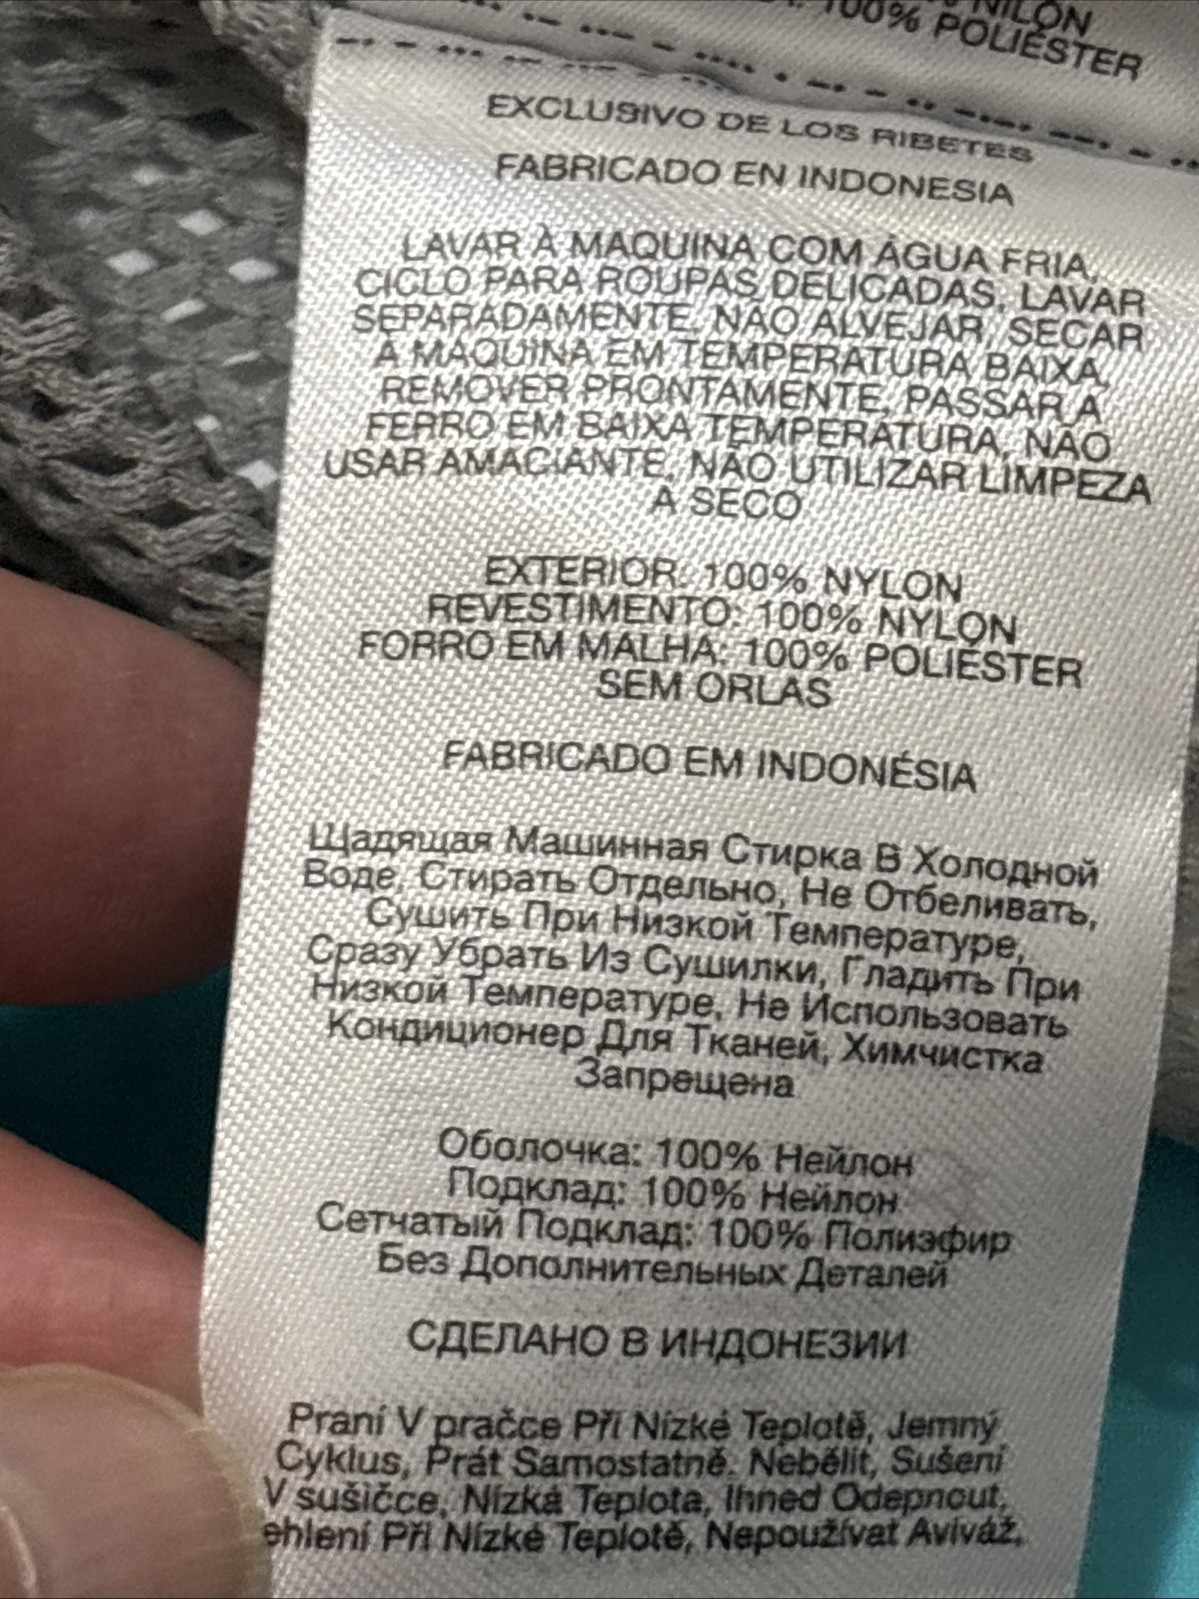 NILON
100% POLIÉSTER
EXCLUSIVO DE LOS RIBETES
FABRICADO EN INDONESIA
LAVAR À MAQUINA COM ÁGUA FRIA,
CICLO PARA ROUPAS DELICADAS, LAVAR
SEPARADAMENTE, NÃO ALVEJAR, SECAR
À MÁQUINA EM TEMPERATURA BAIXA,
REMOVER PRONTAMENTE, PASSAR A
FERRO EM BAIXA TEMPERATURA, NÃO
USAR AMACIANTE, NÃO UTILIZAR LIMPEZA
A SECO
EXTERIOR: 100% NYLON
REVESTIMENTO: 100% NYLON
FORRO EM MALHA: 100% POLIÉSTER
SEM ORLAS
FABRICADO EM INDONÉSIA
Щадящая Машинная Стирка В Холодной
Воде, Стирать Отдельно, Не Отбеливать,
Сушить При Низкой Температуре,
Сразу Убрать Из Сушилки, Гладить При
Низкой Температуре, Не Использовать
Кондиционер Для Тканей, Химчистка
Запрещена
Оболочка: 100% Нейлон
Подклад: 100% Нейлон
Сетчатый Подклад: 100% Полиэфир
Без Дополнительных Деталей
СДЕЛАНО В ИНДОНЕЗИИ
Praní V pračce Při Nízké Teplotě, Jemný
Cyklus, Prát Samostatně. Nebělit, Sušení
V sušičce, Nízká Teplota, Ihned Odepnout,
ehlení Při Nízké Teplotě, Nepoužívat Aviváž,